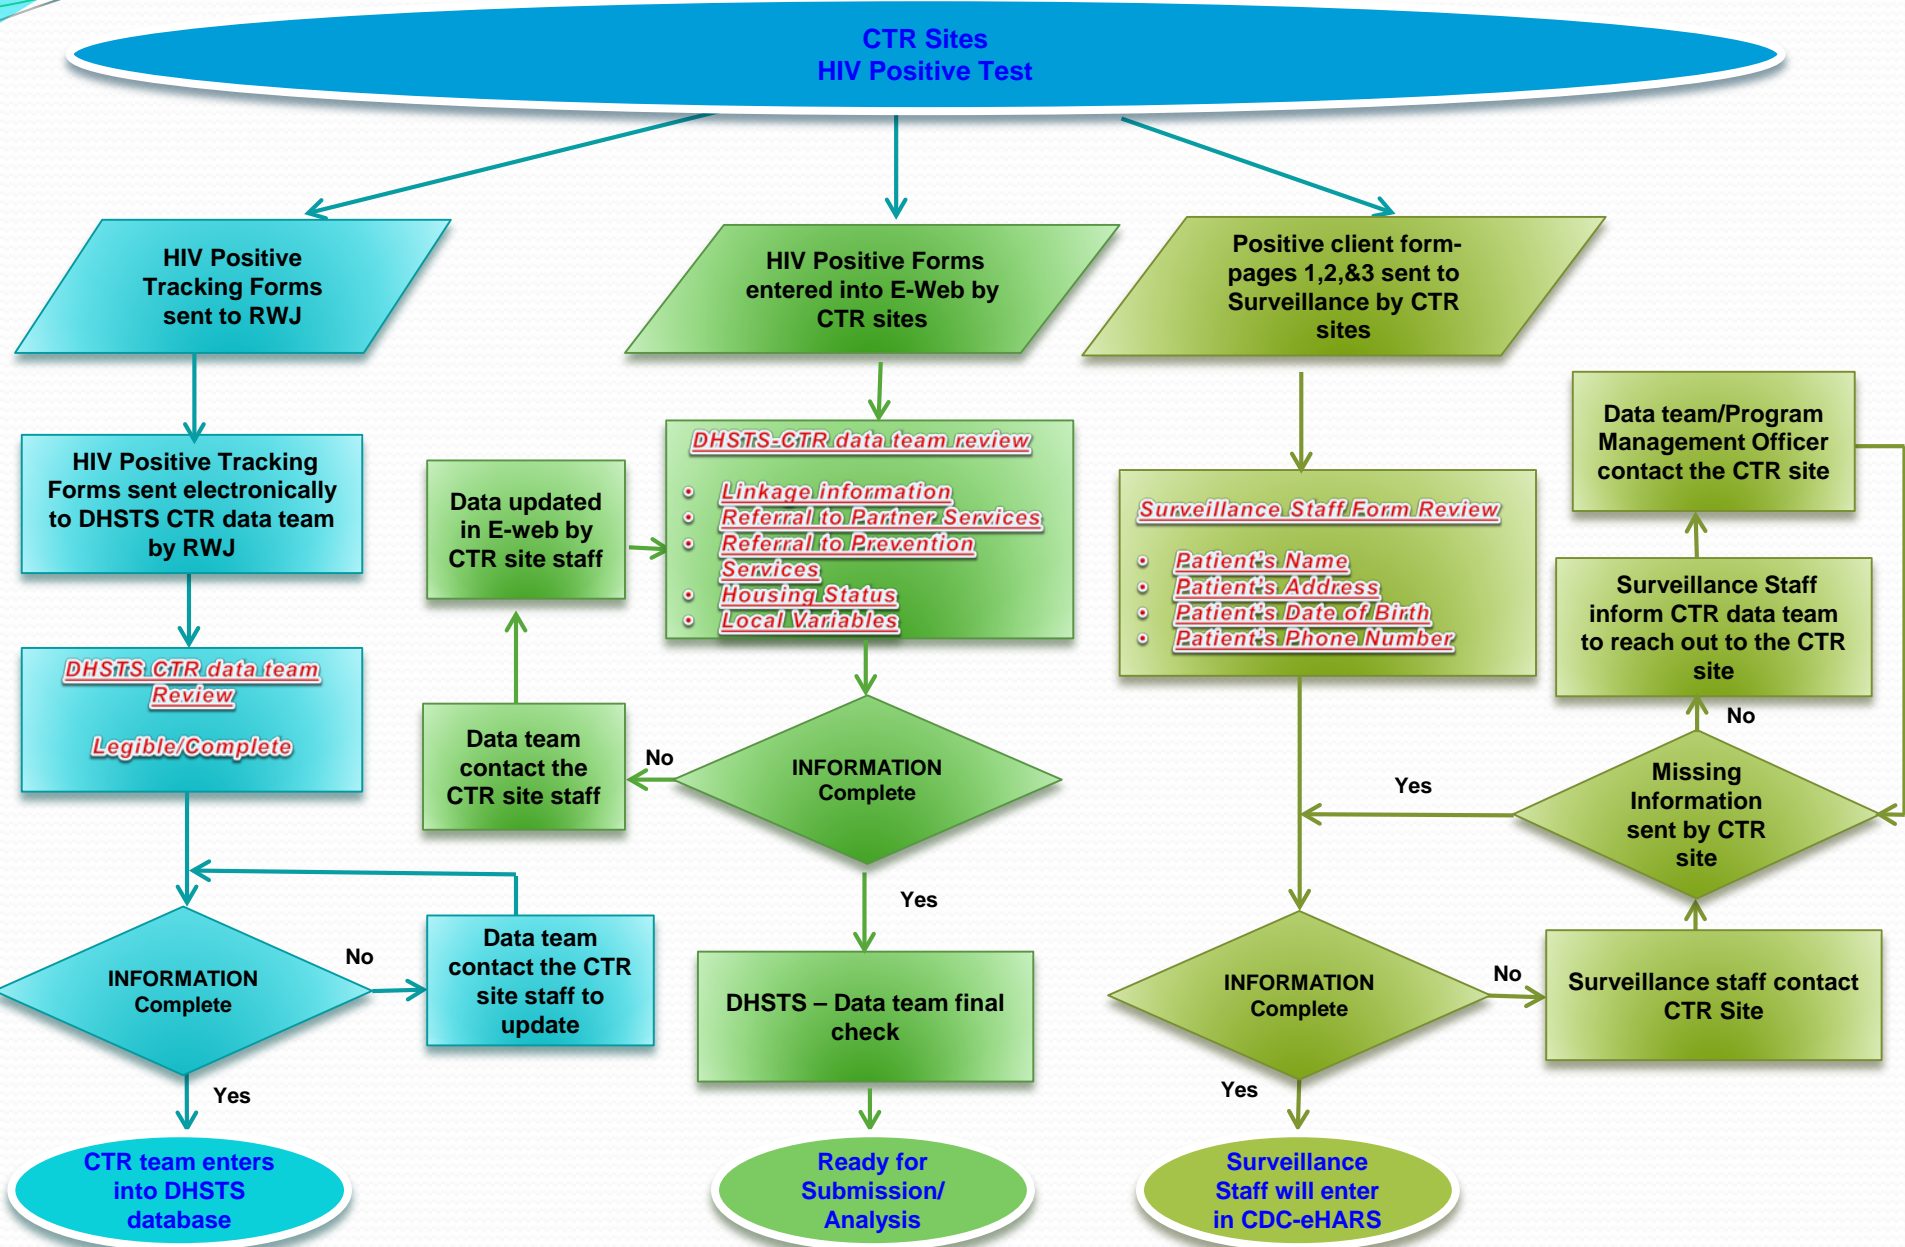 CTR Sites
HIV Positive Test
HIV Positive
Tracking Forms
sent to RWJ
HIV Positive Forms
entered into E-Web by
CTR sites
Positive client form-
pages 1,2,&3 sent to
Surveillance by CTR
sites
HIV Positive Tracking
Forms sent electronically
to DHSTS CTR data team
by RWJ
Data updated
in E-web by
CTR site staff
DHSTS-CTR data team review
• Linkage information
• Referral to Partner Services
• Referral to Prevention
Services
• Housing Status
• Local Variables
Surveillance Staff Form Review
• Patient's Name
• Patient's Address
• Patient's Date of Birth
• Patient's Phone Number
Data team/Program
Management Officer
contact the CTR site
Surveillance Staff
inform CTR data team
to reach out to the CTR
site
DHSTS CTR data team
Review
Legible/Complete
Data team
contact the
CTR site staff
No
INFORMATION
Complete
Yes
No
Missing
Information
sent by CTR
site
Yes
INFORMATION
Complete
No
Data team
contact the CTR
site staff to
update
DHSTS – Data team final
check
INFORMATION
Complete
No
Surveillance staff contact
CTR Site
Yes
Yes
CTR team enters
into DHSTS
database
Ready for
Submission/
Analysis
Surveillance
Staff will enter
in CDC-eHARS